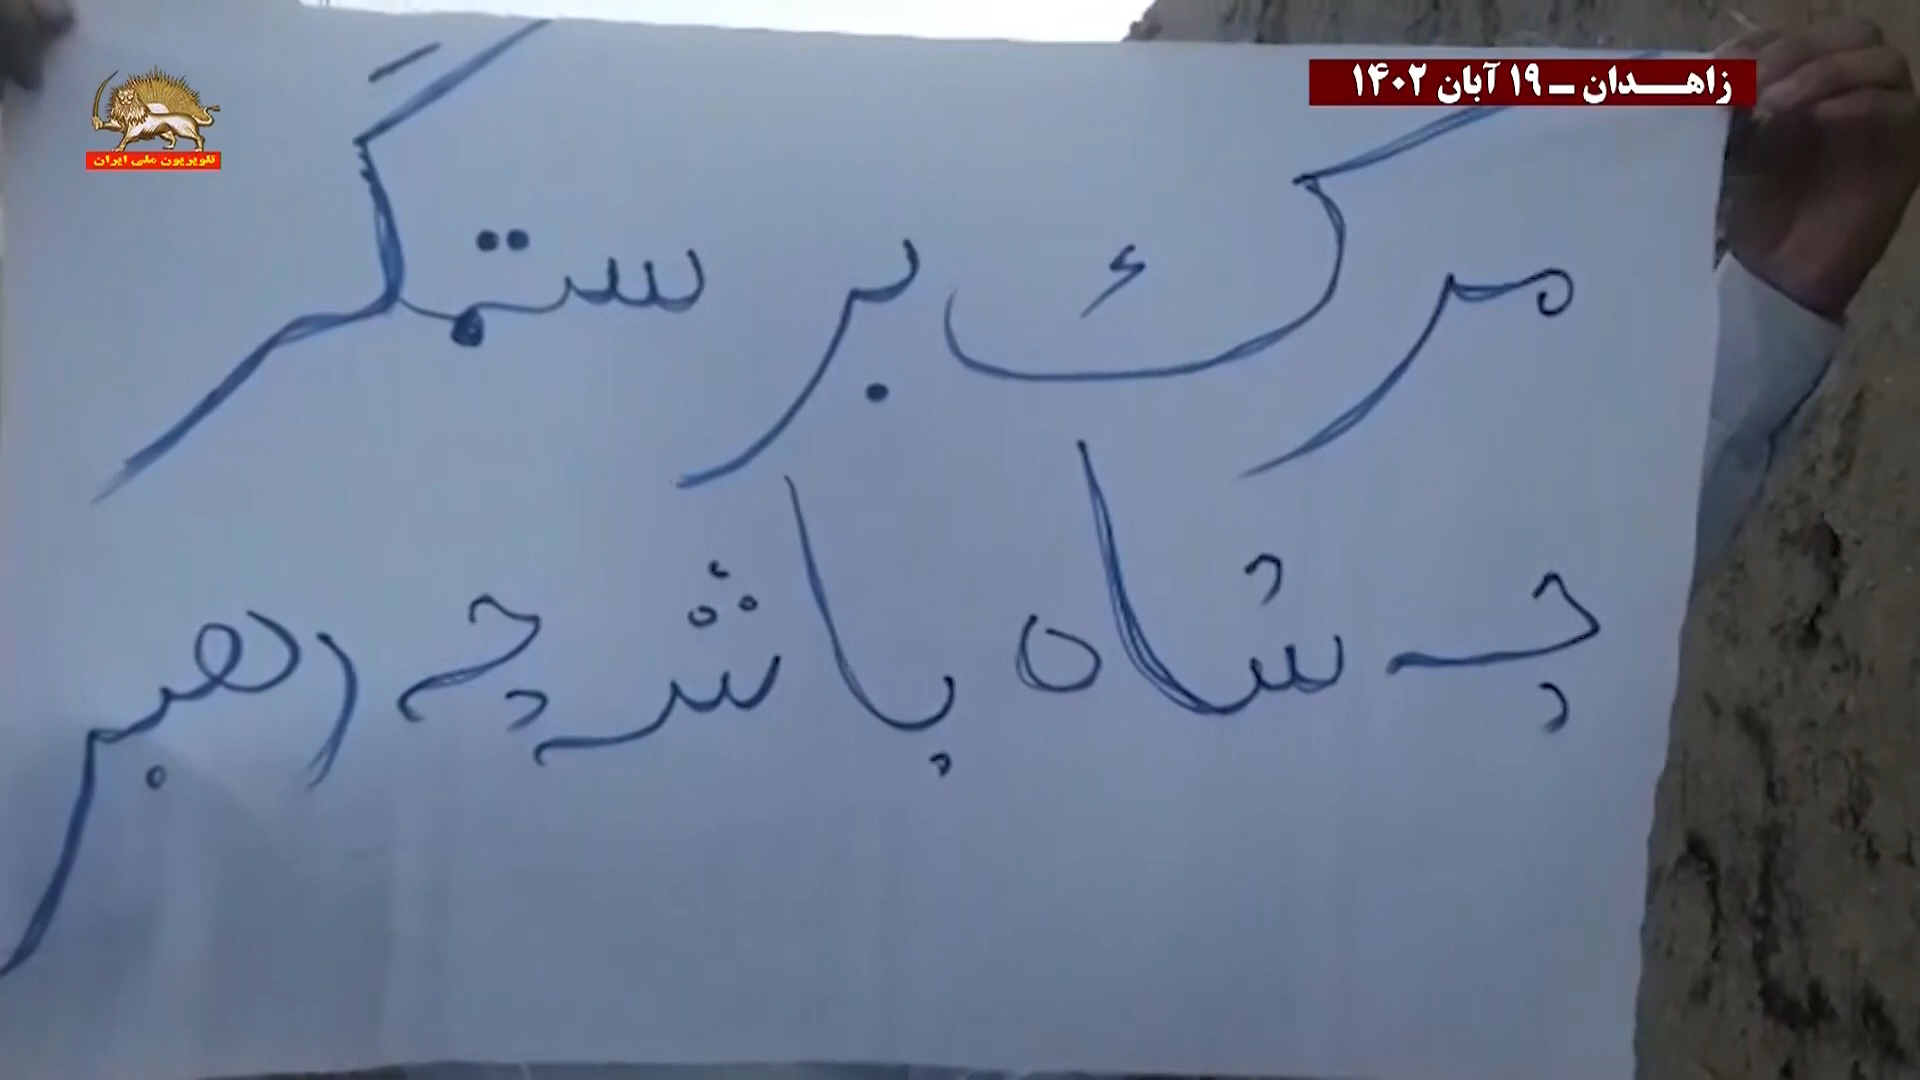 زاهدان - ۱۹ آبان ۱۴۰۲
تلویزیون ملی ایران
مرگ بر ستمگر
چه شاه باشه چه رهبر